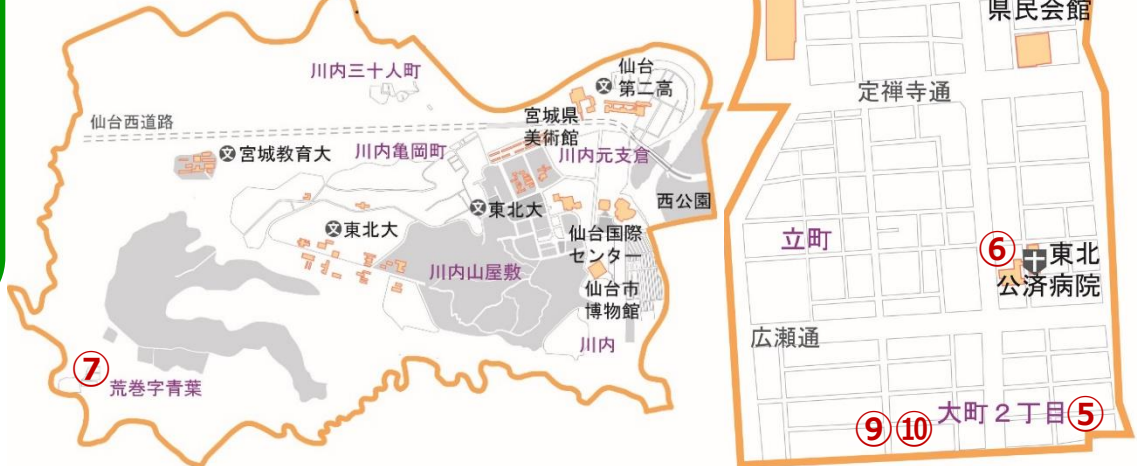 川内三十人町
仙台西道路
文 宮城教育大
川内亀岡町
宮城県
美術館
文 仙台
第二高
川内元支倉
西公園
文 東北大
文 東北大
仙台国際
センター
川内山屋敷
仙台市
博物館
川内
⑦
荒巻字青葉
県民会館
定禅寺通
立町
⑥
東北
公済病院
広瀬通
大町2丁目
⑤
⑨ ⑩